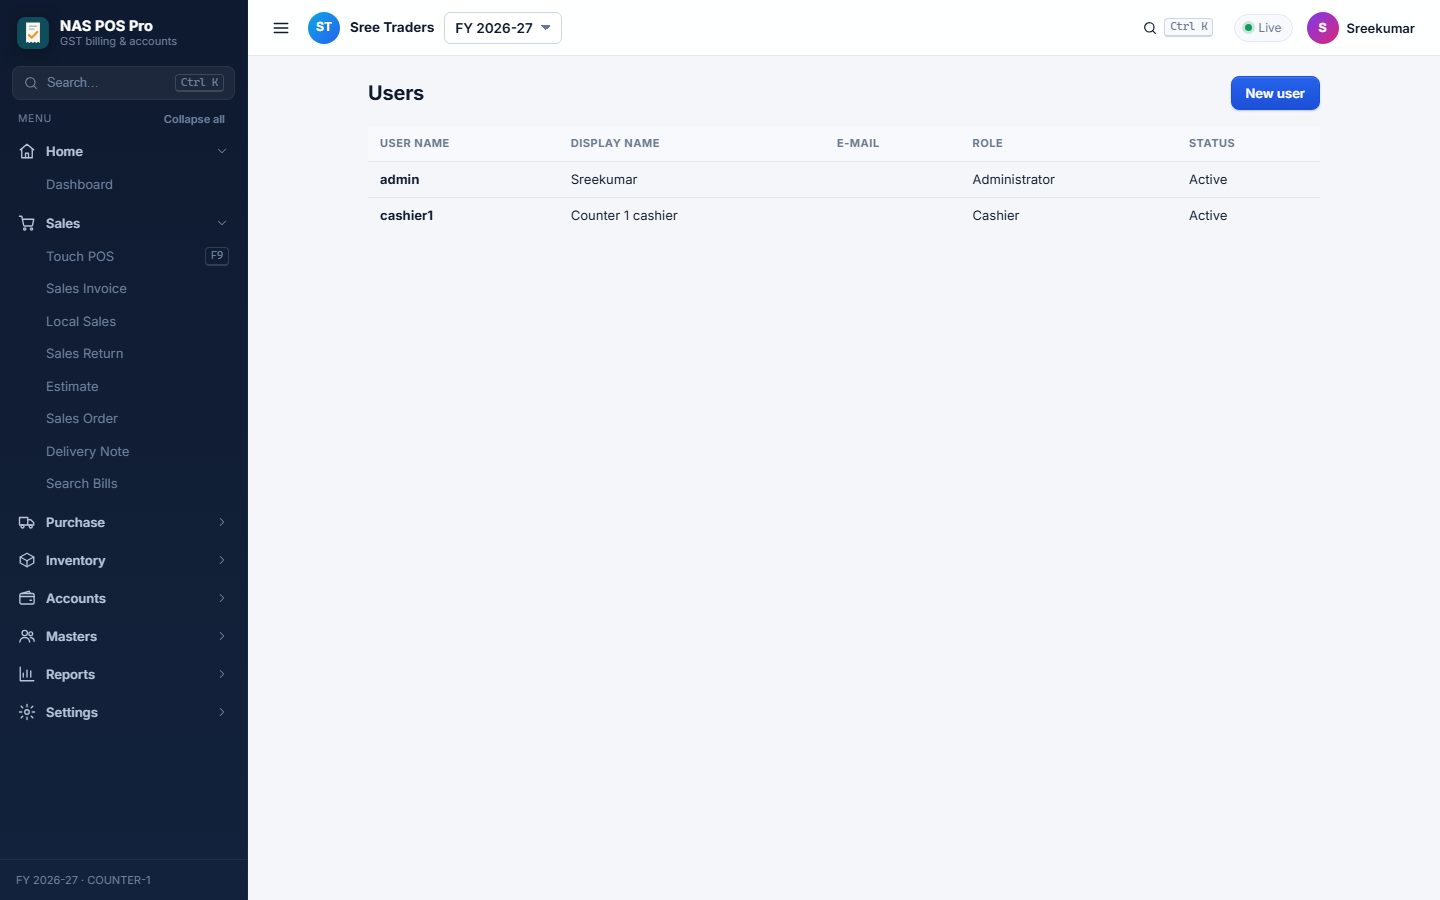 NAS POS Pro
GST billing & accounts
Search... Ctrl K
MENU Collapse all
Home
Dashboard
Sales
Touch POS F9
Sales Invoice
Local Sales
Sales Return
Estimate
Sales Order
Delivery Note
Search Bills
Purchase
Inventory
Accounts
Masters
Reports
Settings
FY 2026-27 · COUNTER-1
ST Sree Traders FY 2026-27 Ctrl K Live S Sreekumar
Users New user
USER NAME DISPLAY NAME E-MAIL ROLE STATUS
admin Sreekumar Administrator Active
cashier1 Counter 1 cashier Cashier Active